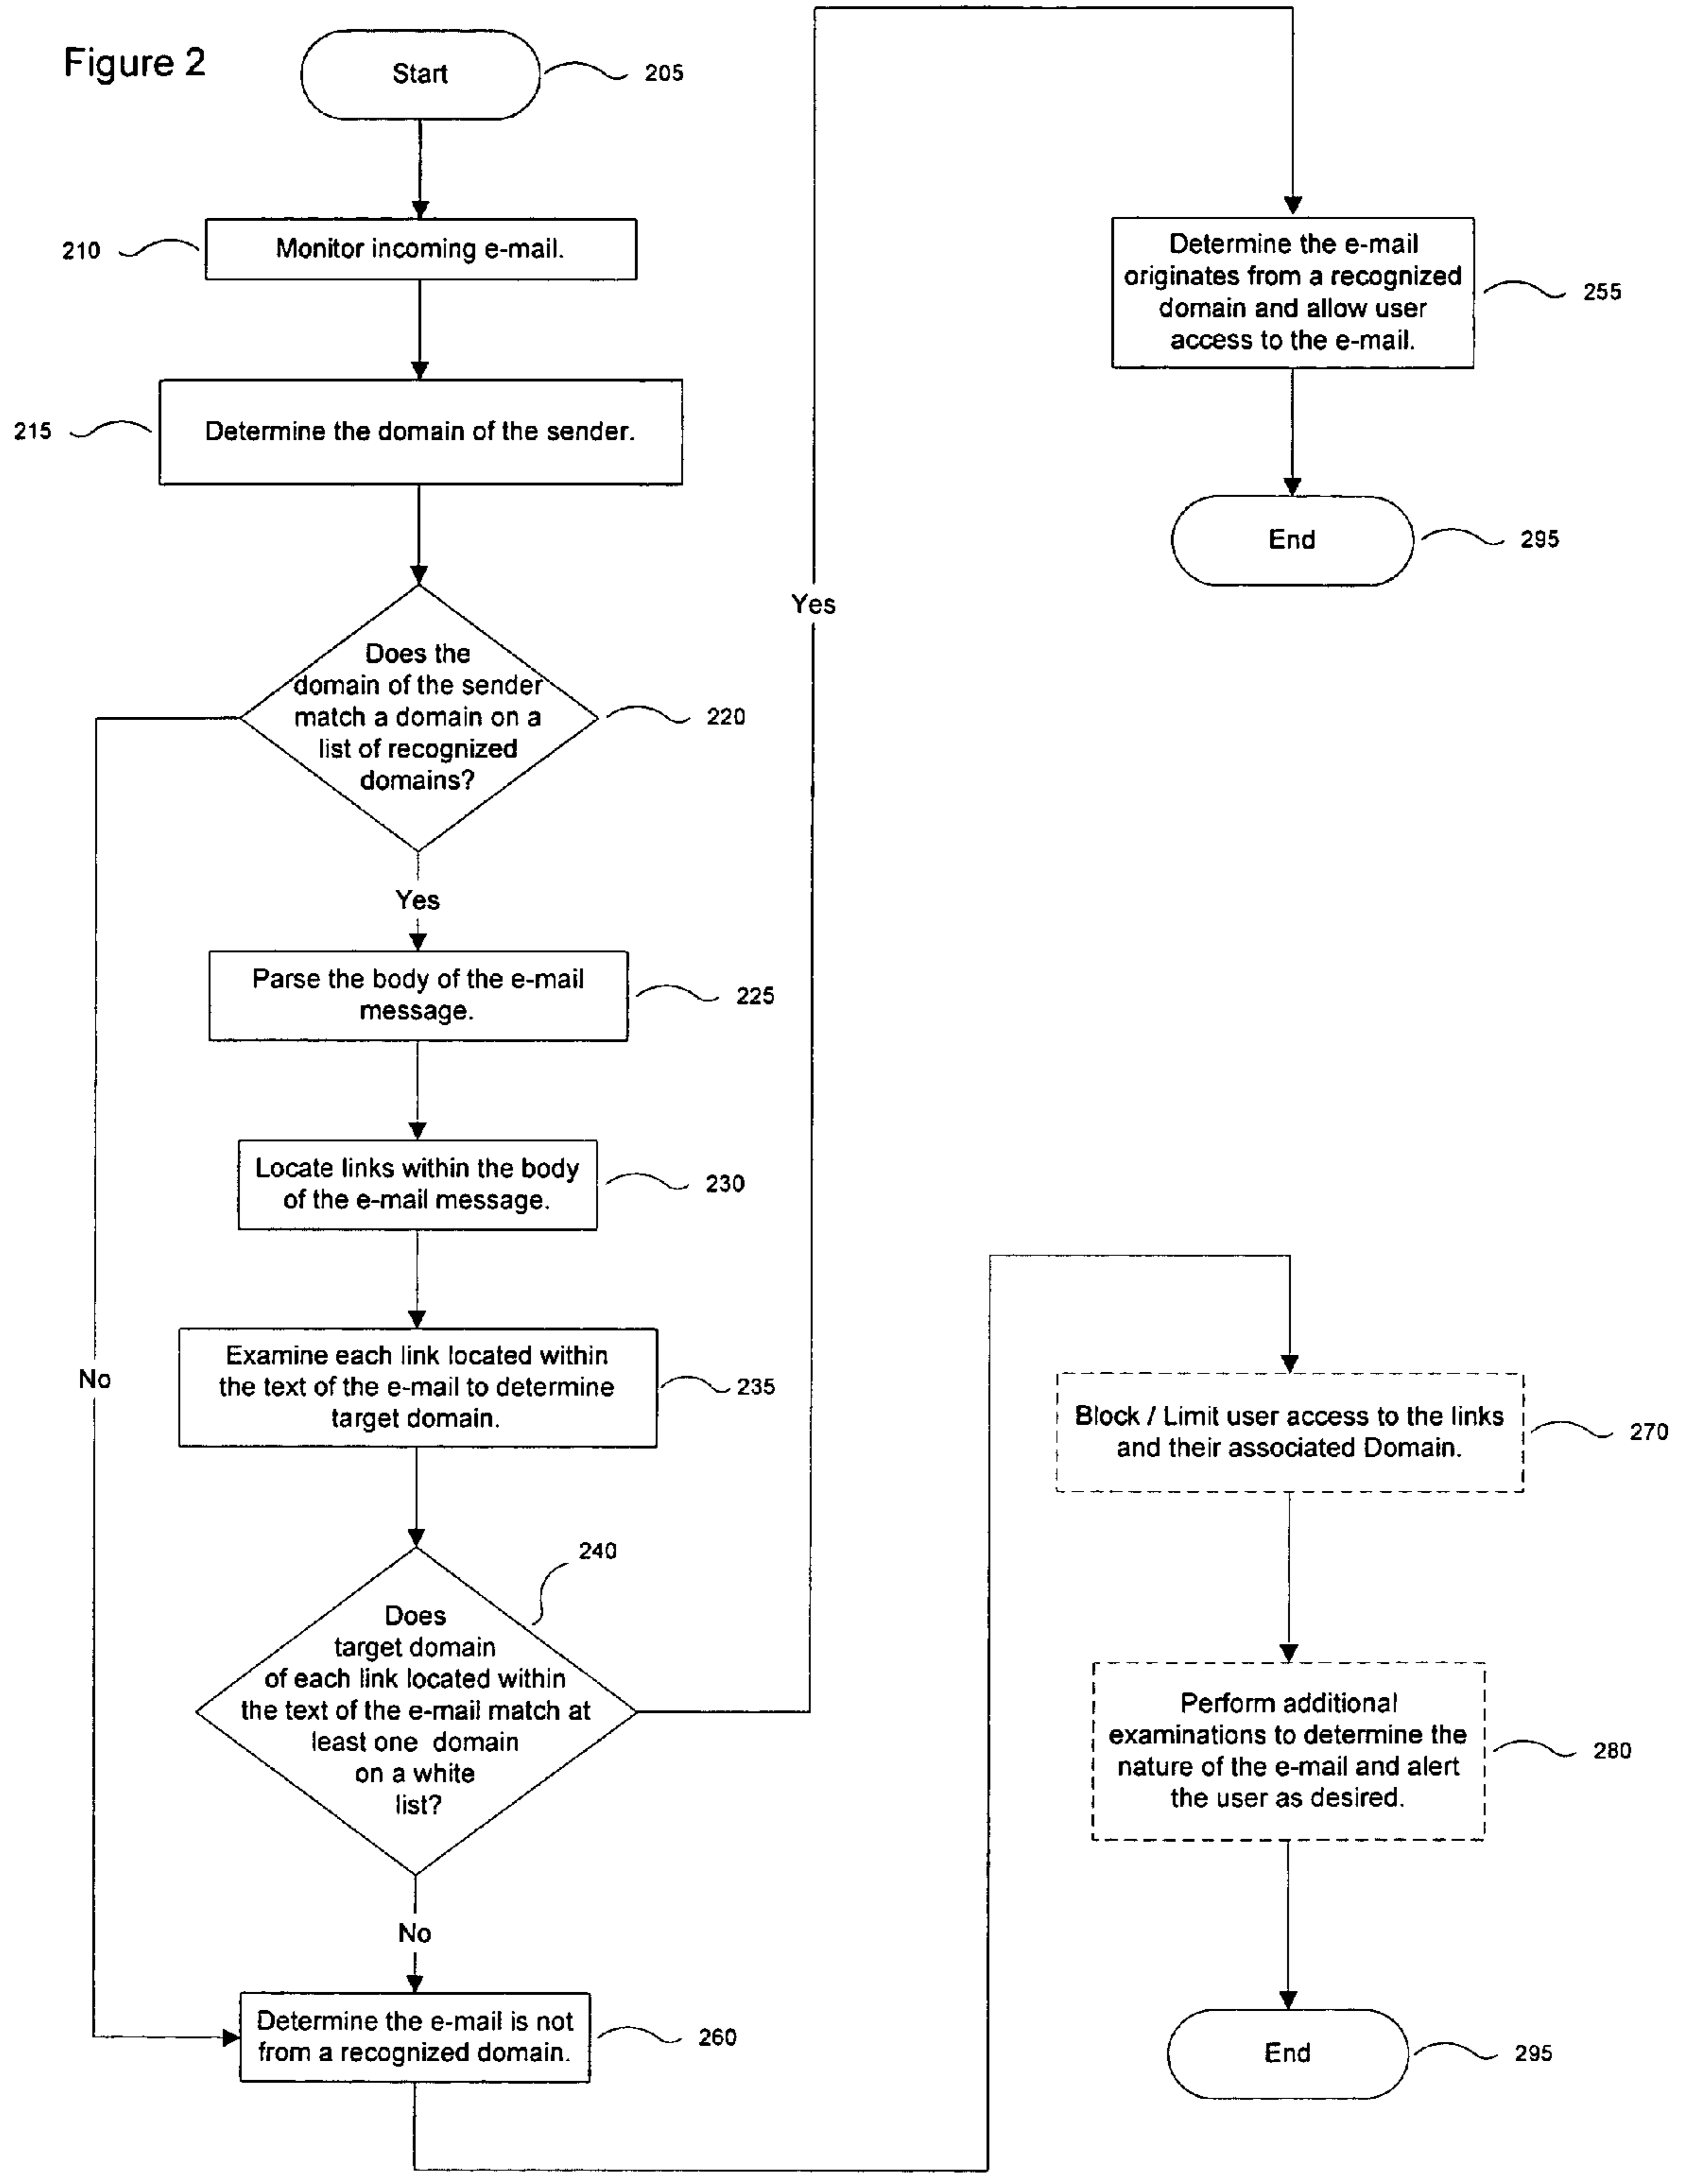 Figure 2
Start
205
210
Monitor incoming e-mail.
215
Determine the domain of the sender.
Does the
domain of the sender
match a domain on a
list of recognized
domains?
220
Yes
Parse the body of the e-mail
message.
225
Locate links within the body
of the e-mail message.
230
No
Examine each link located within
the text of the e-mail to determine
target domain.
235
240
Does
target domain
of each link located within
the text of the e-mail match at
least one domain
on a white
list?
No
Determine the e-mail is not
from a recognized domain.
260
Yes
Determine the e-mail
originates from a recognized
domain and allow user
access to the e-mail.
255
End
295
Block / Limit user access to the links
and their associated Domain.
270
Perform additional
examinations to determine the
nature of the e-mail and alert
the user as desired.
280
End
295